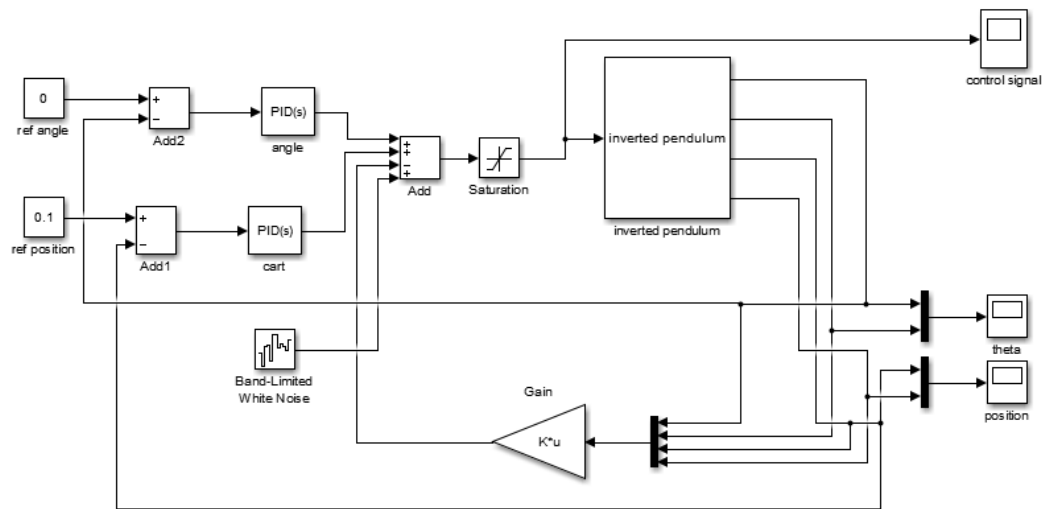 control signal
0
ref angle
+
−
Add2
PID(s)
angle
+
+
−
+
Add
Saturation
inverted pendulum
inverted pendulum
0.1
ref position
+
−
Add1
PID(s)
cart
theta
Band-Limited
White Noise
Gain
K*u
position